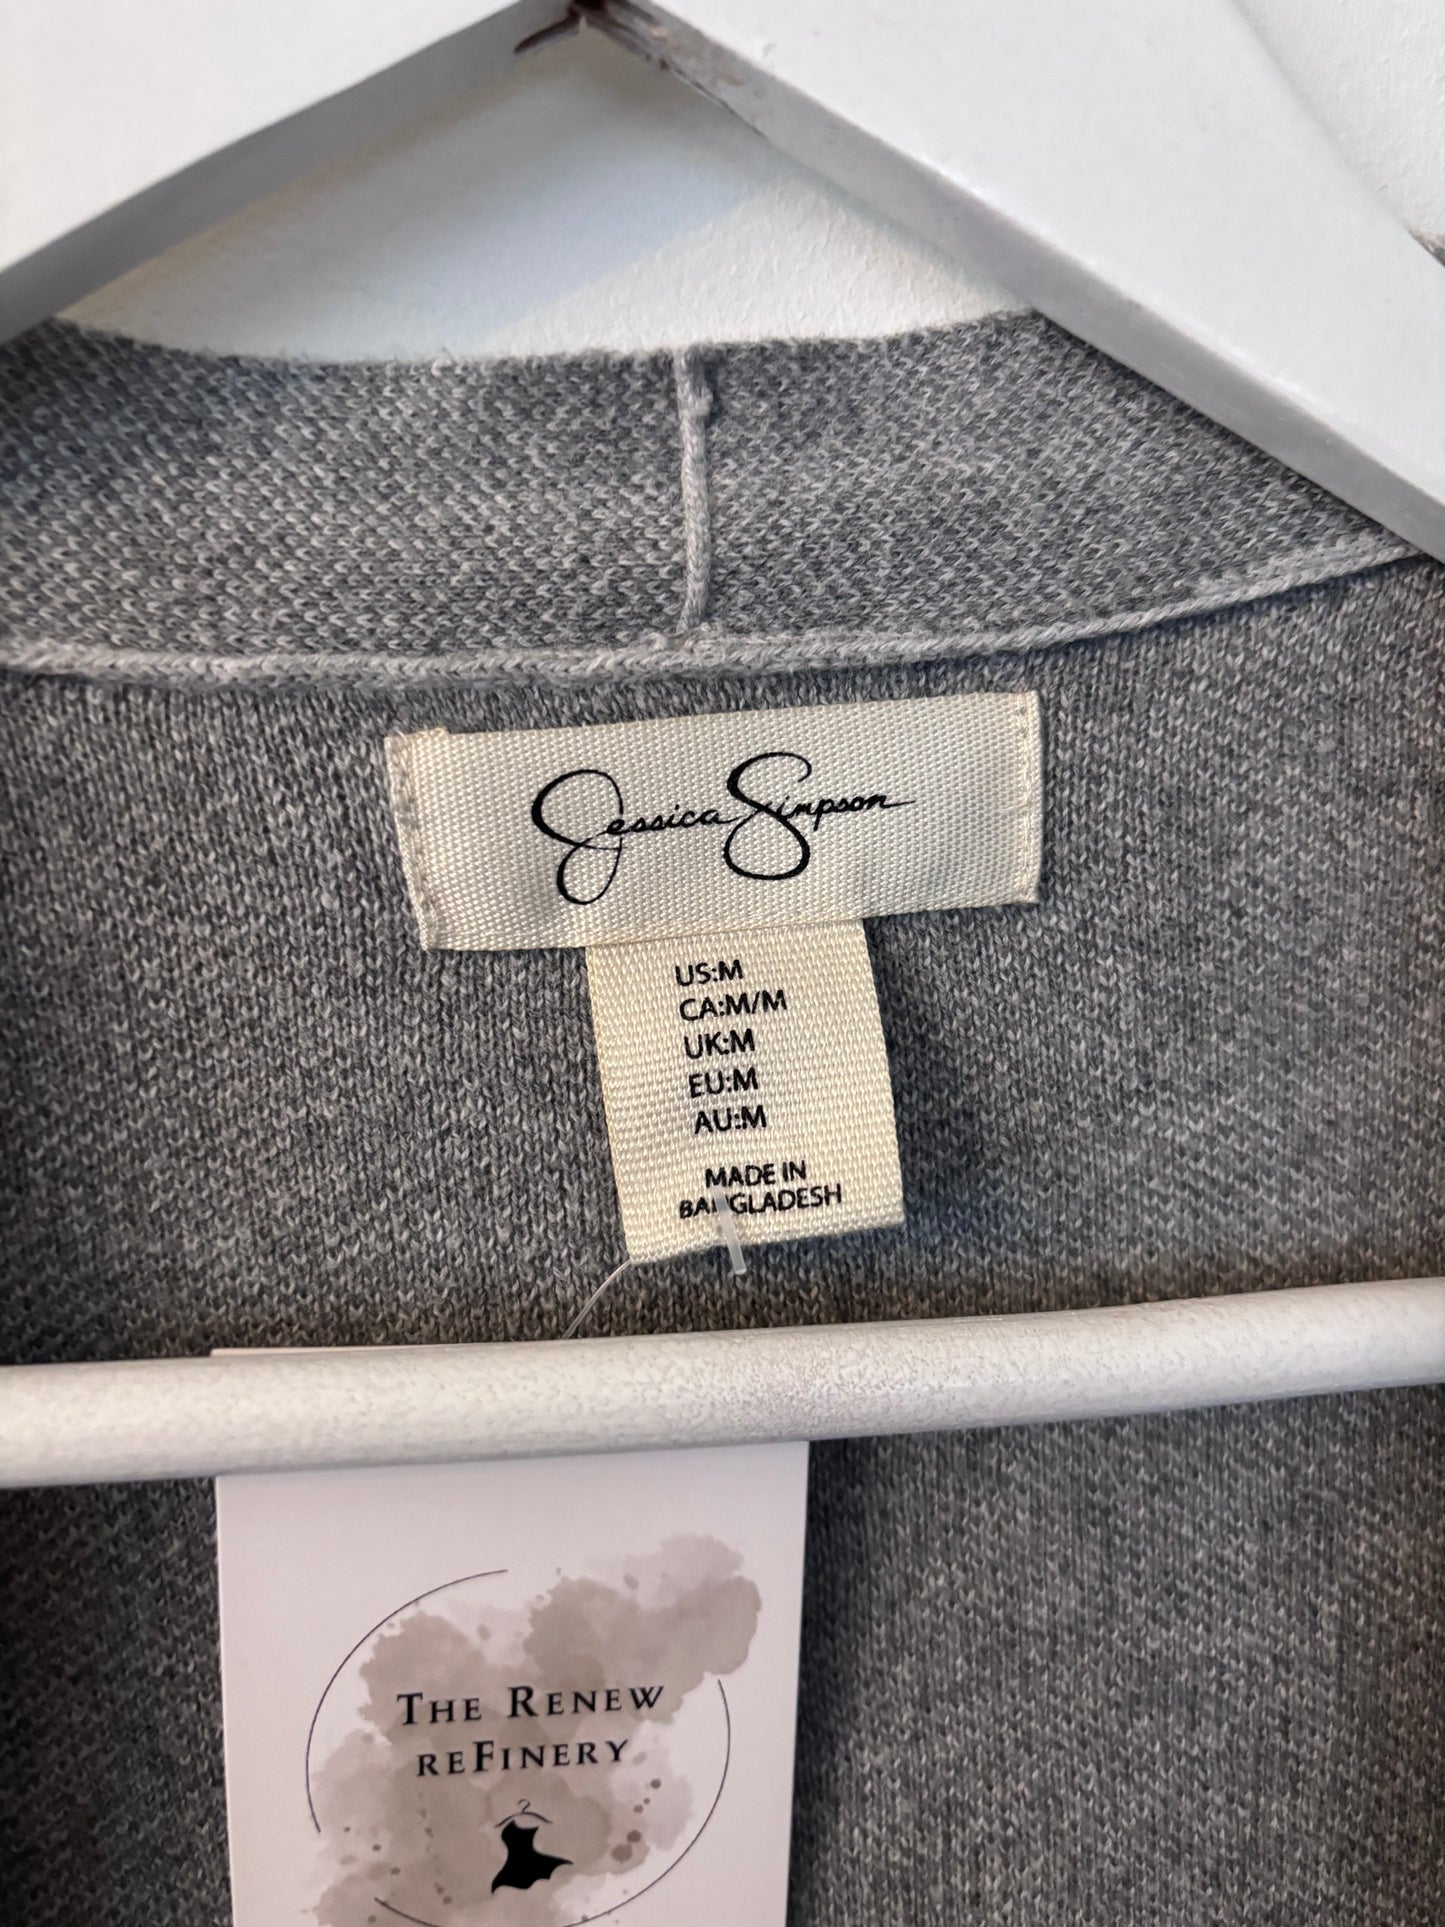 Jessica Simpson
US:M
CA:M/M
UK:M
EU:M
AU:M
MADE IN
BANGLADESH
THE RENEW
REFINERY